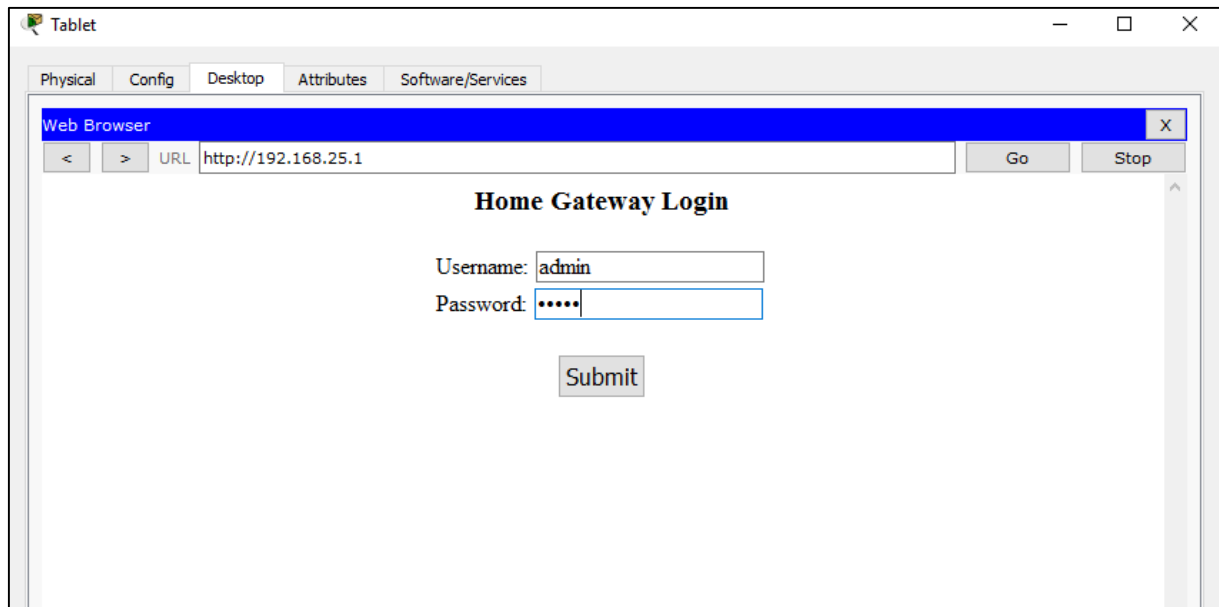 Tablet
Physical Config Desktop Attributes Software/Services
Web Browser X
< > URL http://192.168.25.1 Go Stop
Home Gateway Login
Username: admin
Password: •••••
Submit